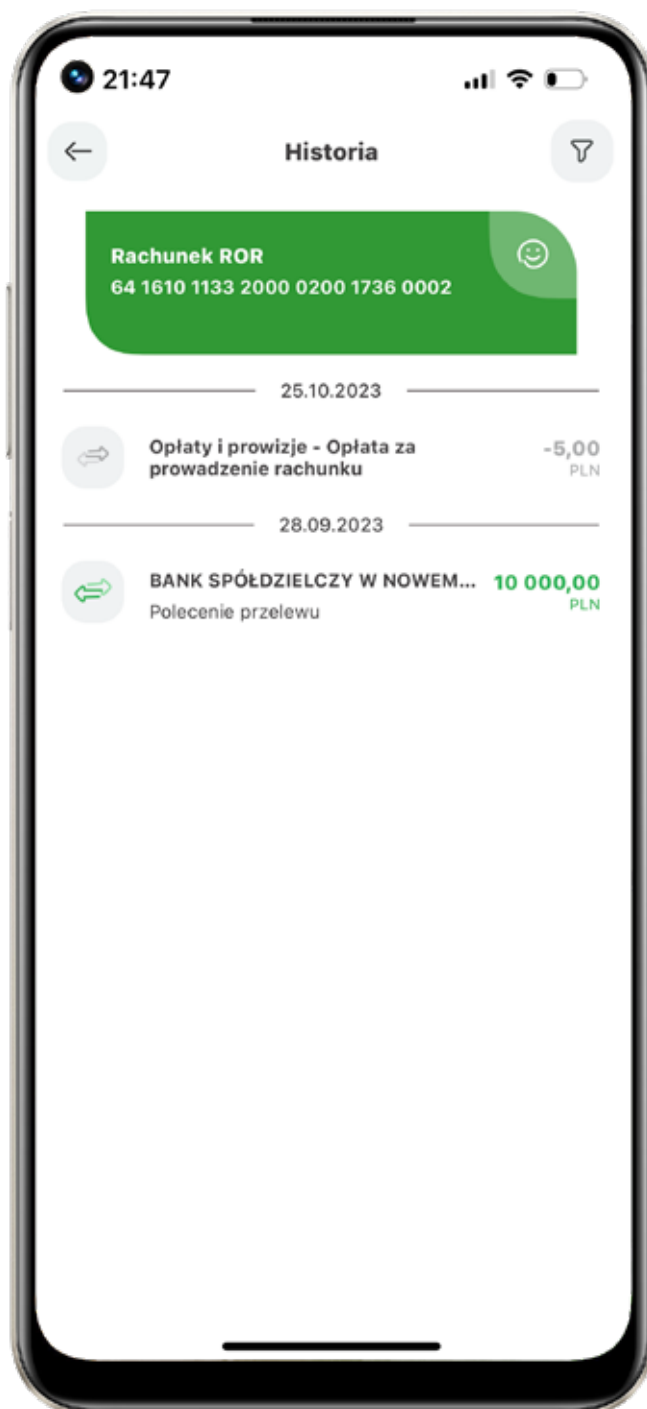 21:47
Historia
Rachunek ROR
64 1610 1133 2000 0200 1736 0002
25.10.2023
Opłaty i prowizje - Opłata za
prowadzenie rachunku
-5,00
PLN
28.09.2023
BANK SPÓŁDZIELCZY W NOWEM...
Polecenie przelewu
10 000,00
PLN